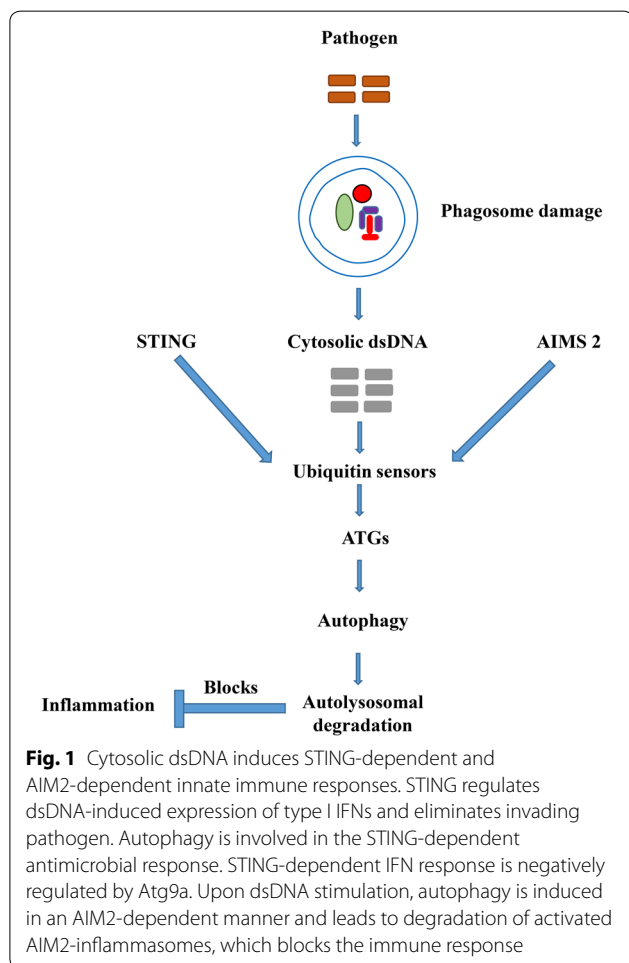 Pathogen
Phagosome damage
STING
Cytosolic dsDNA
AIMS 2
Ubiquitin sensors
ATGs
Autophagy
Inflammation
Blocks
Autolysosomal
degradation
Fig. 1 Cytosolic dsDNA induces STING-dependent and
AIM2-dependent innate immune responses. STING regulates
dsDNA-induced expression of type I IFNs and eliminates invading
pathogen. Autophagy is involved in the STING-dependent
antimicrobial response. STING-dependent IFN response is negatively
regulated by Atg9a. Upon dsDNA stimulation, autophagy is induced
in an AIM2-dependent manner and leads to degradation of activated
AIM2-inflammasomes, which blocks the immune response